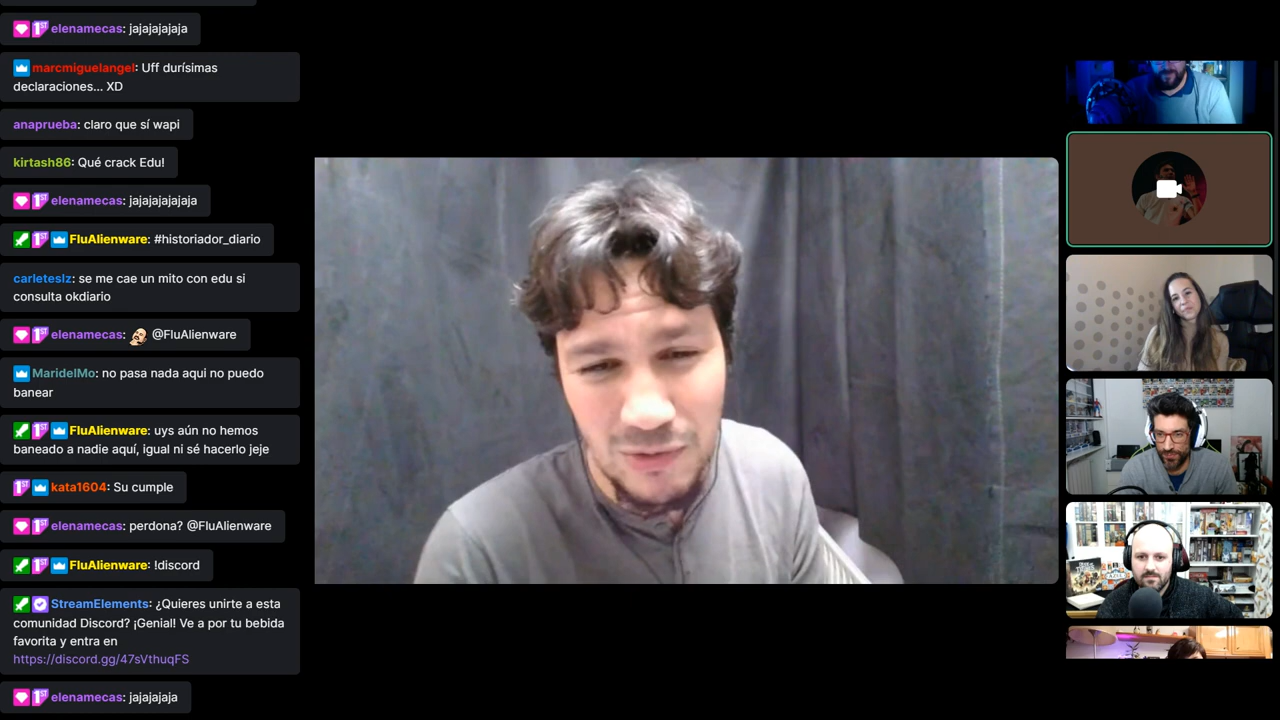 elenamecas: jajajajajaja
marcmiguelangel: Uff durísimas
declaraciones... XD
anaprueba: claro que sí wapi
kirtash86: Qué crack Edu!
elenamecas: jajajajajajaja
FluAlienware: #historiador_diario
carleteslz: se me cae un mito con edu si
consulta okdiario
elenamecas: @FluAlienware
MaridelMo: no pasa nada aqui no puedo
banear
FluAlienware: uys aún no hemos
baneado a nadie aquí, igual ni sé hacerlo jeje
kata1604: Su cumple
elenamecas: perdona? @FluAlienware
FluAlienware: !discord
StreamElements: ¿Quieres unirte a esta
comunidad Discord? ¡Genial! Ve a por tu bebida
favorita y entra en
https://discord.gg/47sVthuqFS
elenamecas: jajajajaja